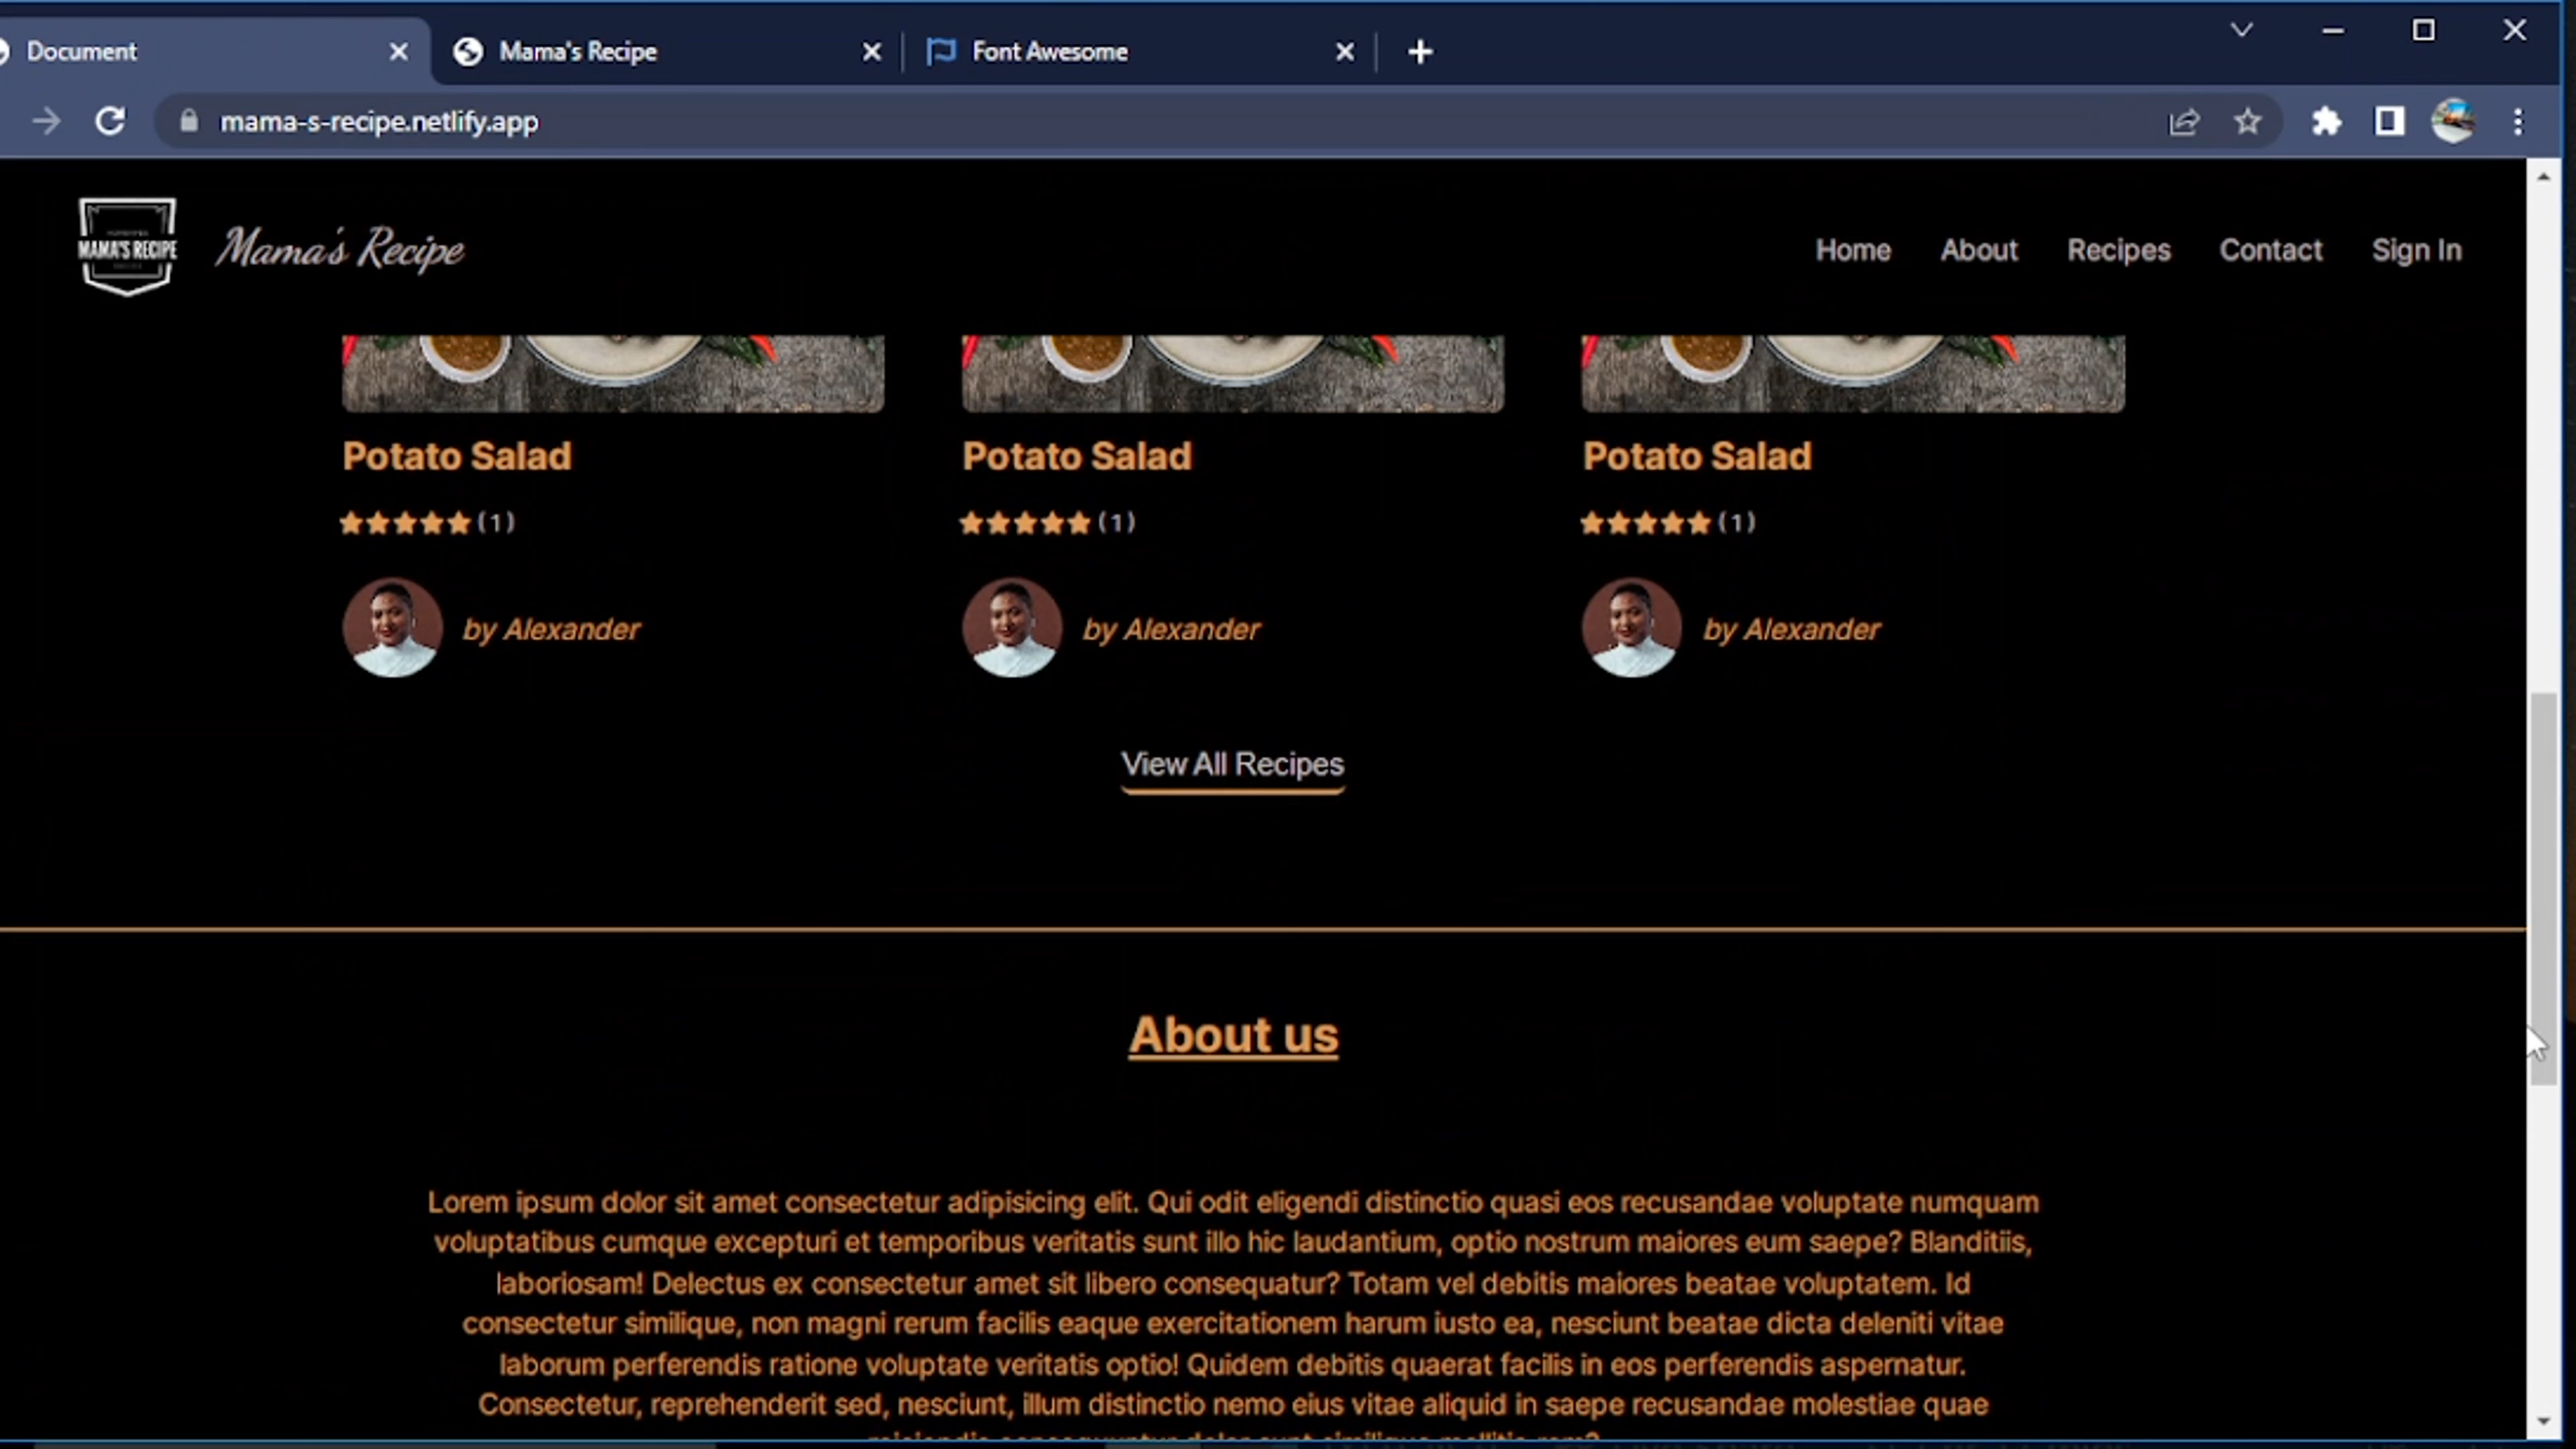 Document
Mama's Recipe
Font Awesome
mama-s-recipe.netlify.app
MAMA'S RECIPE
Mama's Recipe
Home
About
Recipes
Contact
Sign In
Potato Salad
Potato Salad
Potato Salad
(1)
(1)
(1)
by Alexander
by Alexander
by Alexander
View All Recipes
About us
Lorem ipsum dolor sit amet consectetur adipisicing elit. Qui odit eligendi distinctio quasi eos recusandae voluptate numquam
voluptatibus cumque excepturi et temporibus veritatis sunt illo hic laudantium, optio nostrum maiores eum saepe? Blanditiis,
laboriosam! Delectus ex consectetur amet sit libero consequatur? Totam vel debitis maiores beatae voluptatem. Id
consectetur similique, non magni rerum facilis eaque exercitationem harum iusto ea, nesciunt beatae dicta deleniti vitae
laborum perferendis ratione voluptate veritatis optio! Quidem debitis quaerat facilis in eos perferendis aspernatur.
Consectetur, reprehenderit sed, nesciunt, illum distinctio nemo eius vitae aliquid in saepe recusandae molestiae quae